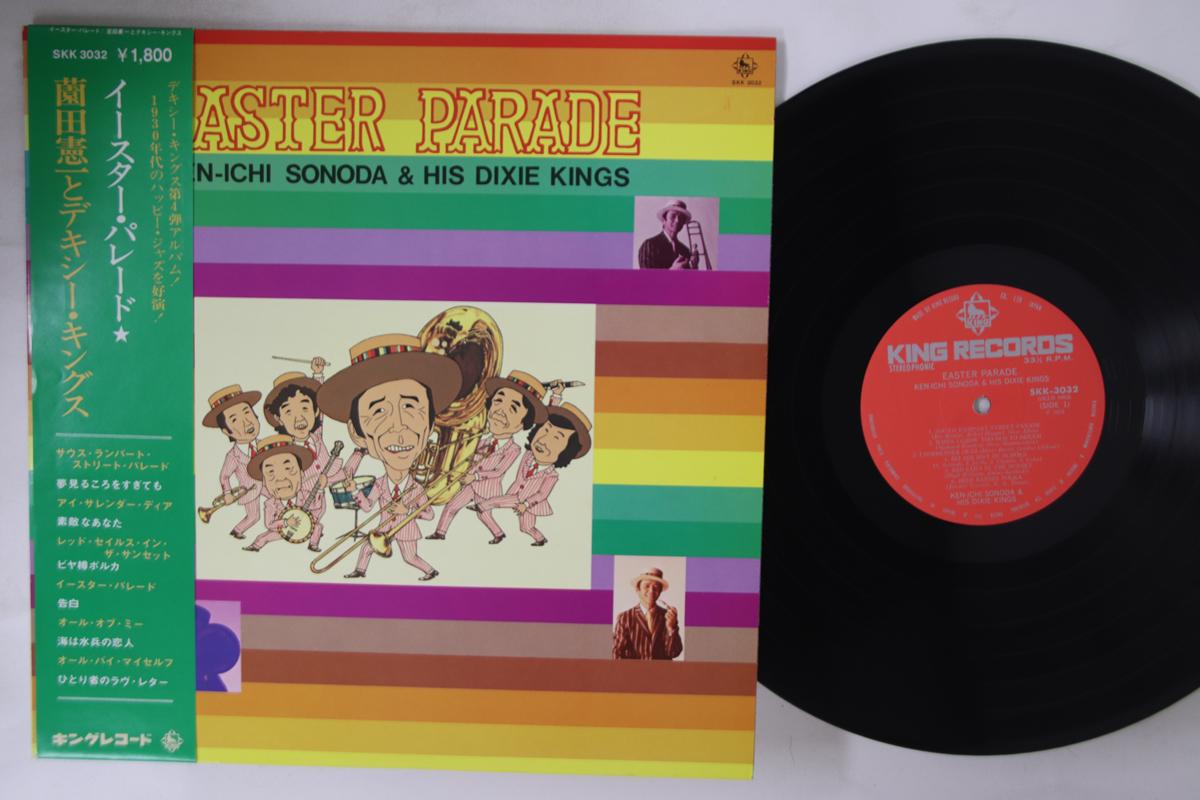 イースター・パレード/薗田憲一とデキシー・キングス
SKK 3032 ¥1,800
デキシー・キングス第4弾アルバム!
1930年代のハッピー・ジャズを好演!
イースター・パレード★
薗田憲一とデキシー・キングス
サウス・ランパート・
ストリート・パレード
夢見るころをすぎても
アイ・サレンダー・ディア
素敵なあなた
レッド・セイルス・イン・
ザ・サンセット
ビヤ樽ポルカ
イースター・パレード
告白
オール・オブ・ミー
海は水兵の恋人
オール・バイ・マイセルフ
ひとり者のラヴ・レター
キングレコード
ASTER PARADE
EN-ICHI SONODA & HIS DIXIE KINGS
SKK 3032
KING
KING RECORDS
STEREOPHONIC 33⅓ R.P.M.
EASTER PARADE
KEN-ICHI SONODA & HIS DIXIE KINGS
SKK-3032
(SIDE 1)
KEN-ICHI SONODA &
HIS DIXIE KINGS